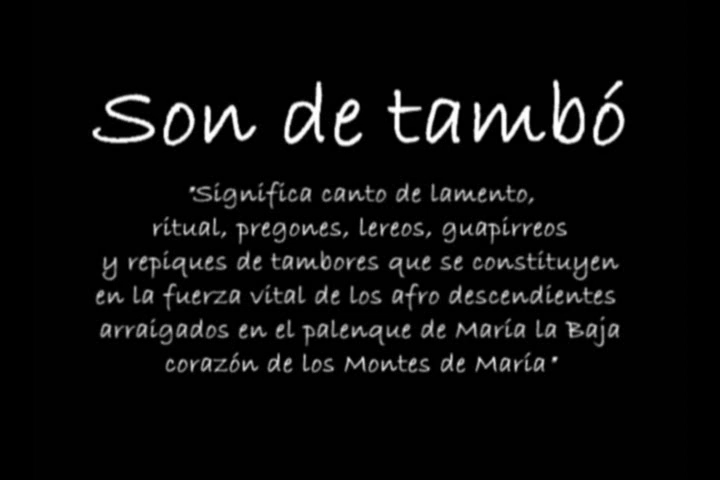 Son de tambó
"Significa canto de lamento,
ritual, pregones, lereos, guapirreos
y repiques de tambores que se constituyen
en la fuerza vital de los afro descendientes
arraigados en el palenque de María la Baja
corazón de los Montes de María"